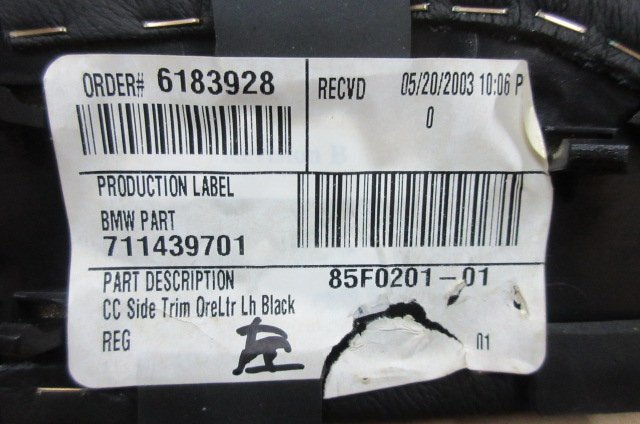 ORDER# 6183928
RECVD 05/20/2003 10:06 P
0
PRODUCTION LABEL
BMW PART
711439701
PART DESCRIPTION 85F0201-01
CC Side Trim OreLtr Lh Black
REG 01